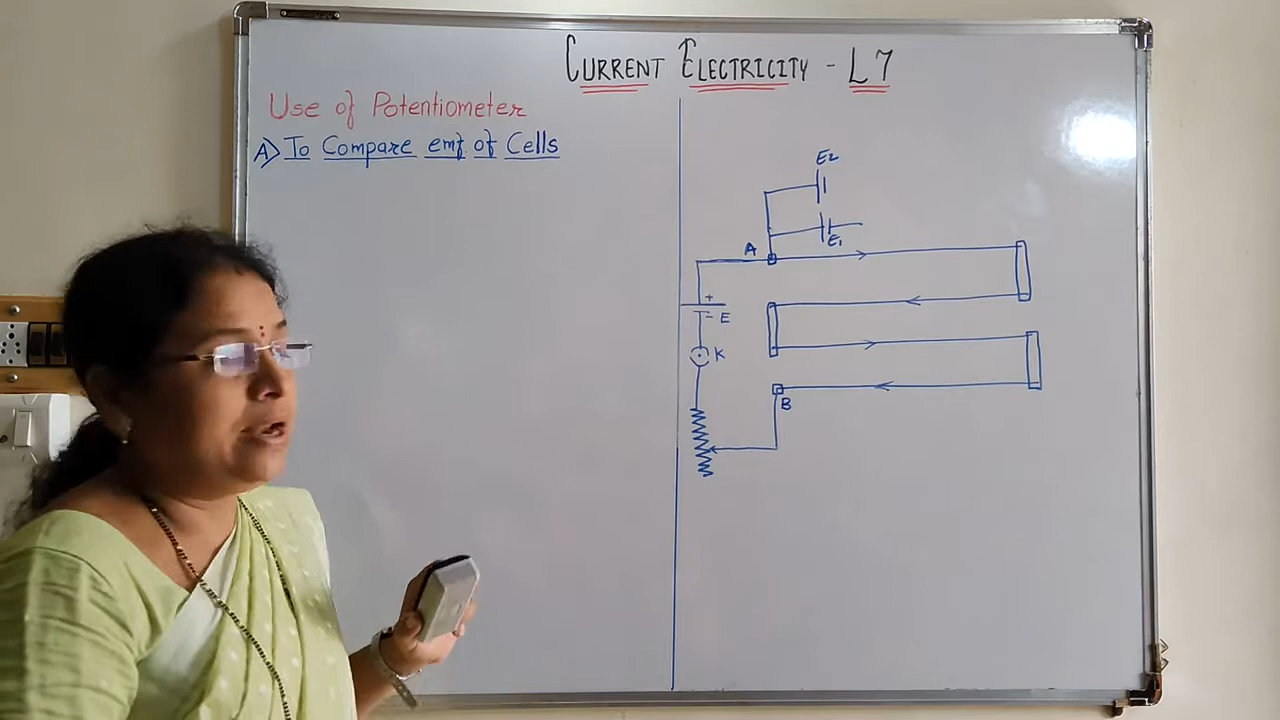 CURRENT ELECTRICITY - L7
Use of Potentiometer
A) To Compare emf of Cells
E2
E1
A
+
- E
K
B